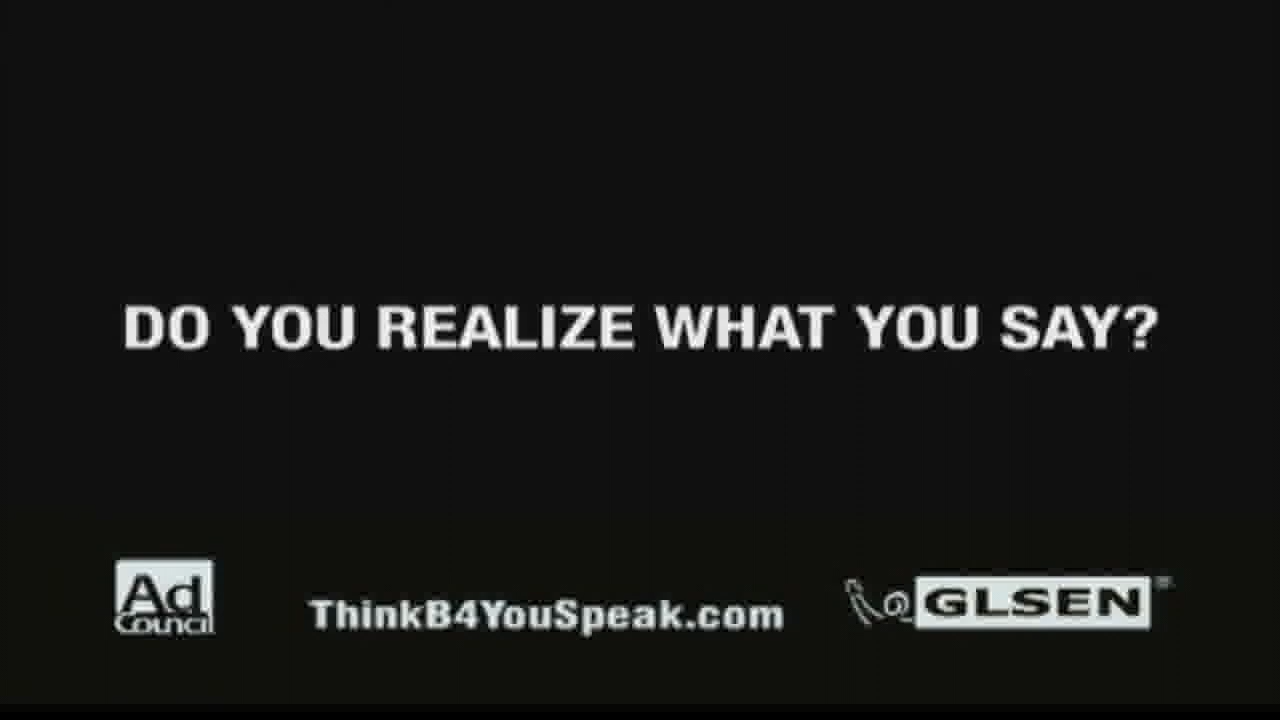 DO YOU REALIZE WHAT YOU SAY?
Ad
Council
ThinkB4YouSpeak.com
GLSEN